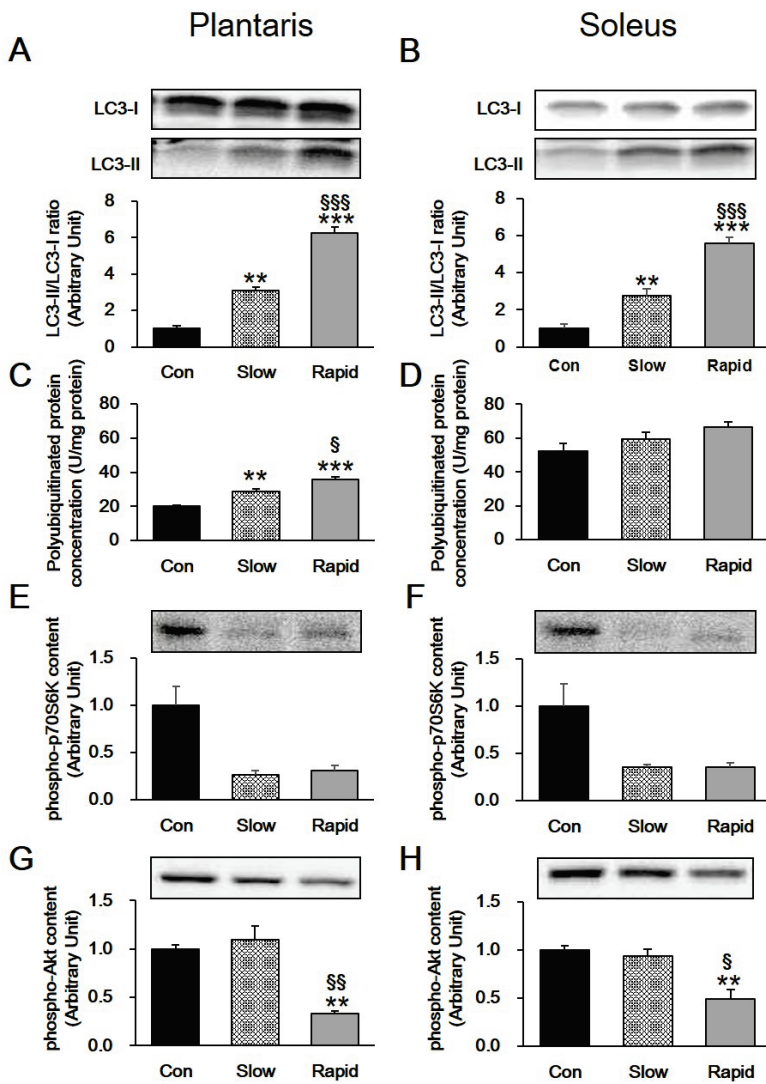 Plantaris
Soleus
A
LC3-I
LC3-II
LC3-II/LC3-I ratio
(Arbitrary Unit)
8
6
4
2
0
**
§§§
***
Con Slow Rapid
B
LC3-I
LC3-II
LC3-II/LC3-I ratio
(Arbitrary Unit)
8
6
4
2
0
**
§§§
***
Con Slow Rapid
C
Polyubiquitinated protein
concentration (U/mg protein)
80
60
40
20
0
**
§
***
Con Slow Rapid
D
Polyubiquitinated protein
concentration (U/mg protein)
80
60
40
20
0
Con Slow Rapid
E
phospho-p70S6K content
(Arbitrary Unit)
1.5
1.0
0.5
0.0
Con Slow Rapid
F
phospho-p70S6K content
(Arbitrary Unit)
1.5
1.0
0.5
0.0
Con Slow Rapid
G
phospho-Akt content
(Arbitrary Unit)
1.5
1.0
0.5
0.0
§§
**
Con Slow Rapid
H
phospho-Akt content
(Arbitrary Unit)
1.5
1.0
0.5
0.0
§
**
Con Slow Rapid